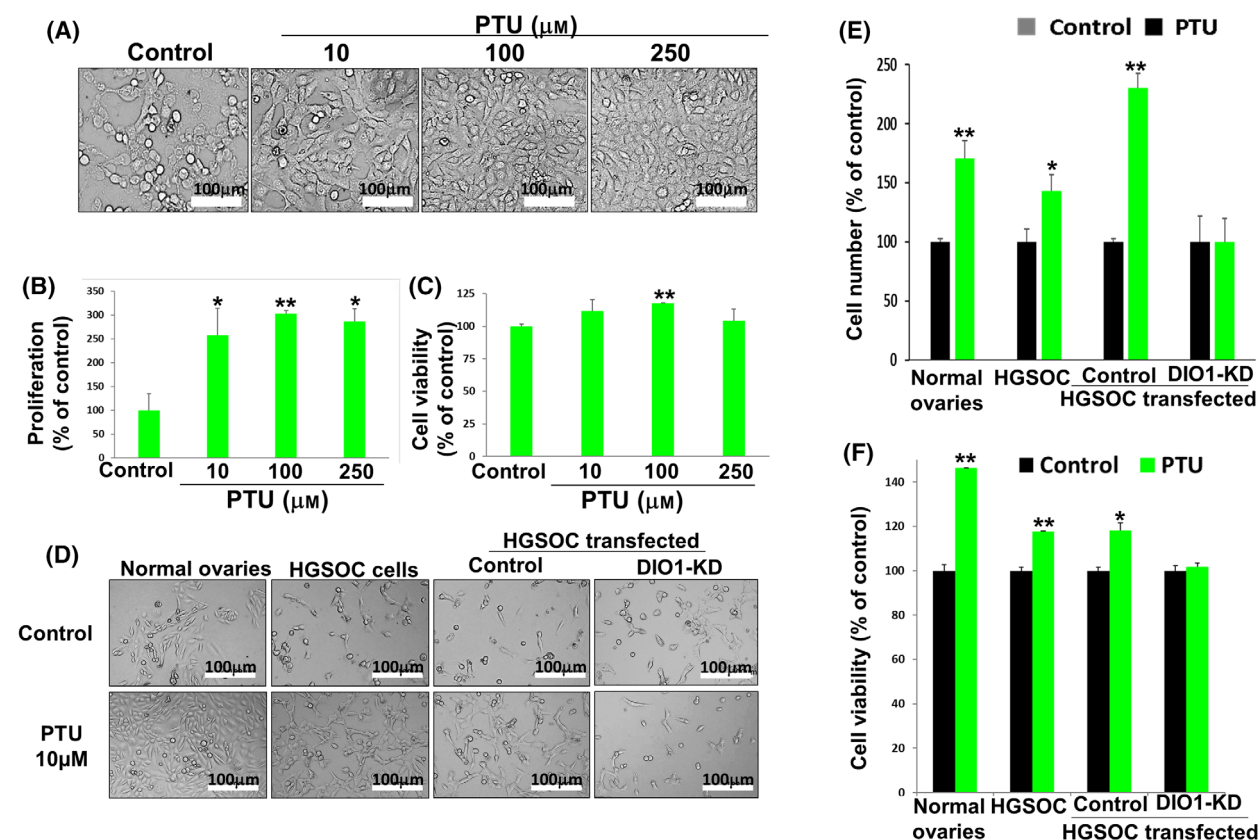 (A)
PTU (μM)
Control 10 100 250
100μm 100μm 100μm 100μm
(B)
Proliferation
(% of control)
350
300
250
200
150
100
50
0
* ** *
Control 10 100 250
PTU (μM)
(C)
Cell viability
(% of control)
125
100
75
50
25
0
**
Control 10 100 250
PTU (μM)
(D)
HGSOC transfected
Normal ovaries HGSOC cells Control DIO1-KD
Control
100μm 100μm 100μm 100μm
PTU
10μM
100μm 100μm 100μm 100μm
(E)
Control PTU
Cell number (% of control)
250
200
150
100
50
0
** * **
Normal ovaries HGSOC Control DIO1-KD
HGSOC transfected
(F)
Control PTU
Cell viability (% of control)
140
120
100
80
60
40
20
0
** ** *
Normal ovaries HGSOC Control DIO1-KD
HGSOC transfected